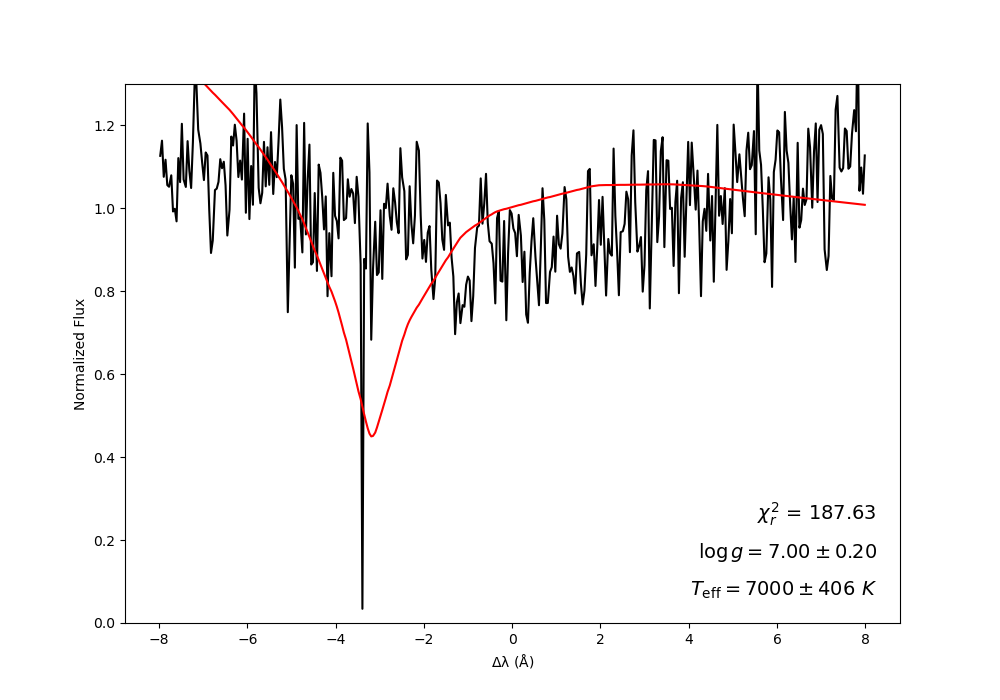 1.2
1.0
0.8
0.6
0.4
0.2
0.0
Normalized Flux
χ²ᵣ = 187.63
log g = 7.00 ± 0.20
T_eff = 7000 ± 406 K
−8 −6 −4 −2 0 2 4 6 8
Δλ (Å)